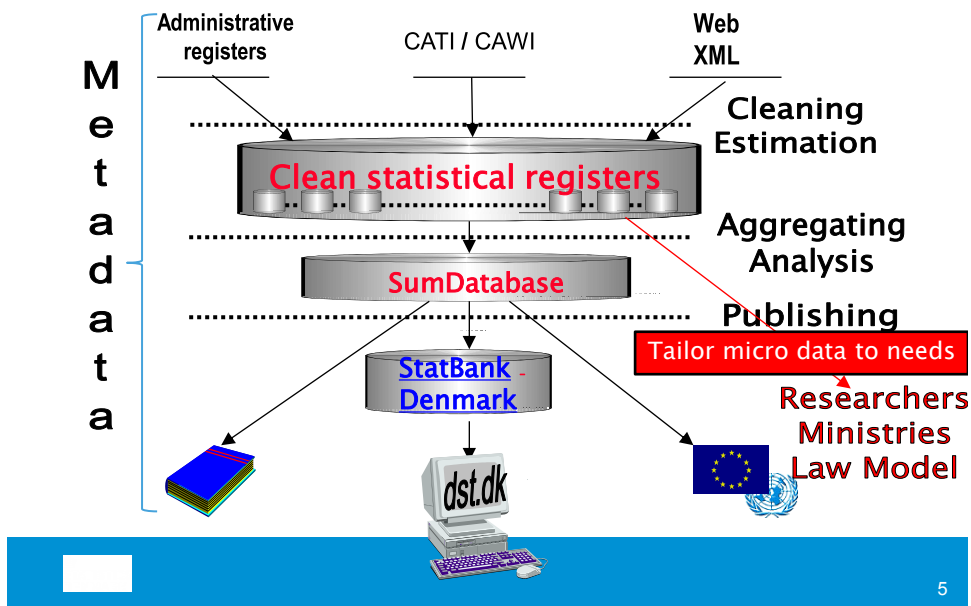 Administrative
registers
CATI / CAWI
Web
XML
Metadata
Cleaning
Estimation
Clean statistical registers
Aggregating
Analysis
SumDatabase
Publishing
Tailor micro data to needs
StatBank -
Denmark
Researchers
Ministries
Law Model
dst.dk
5